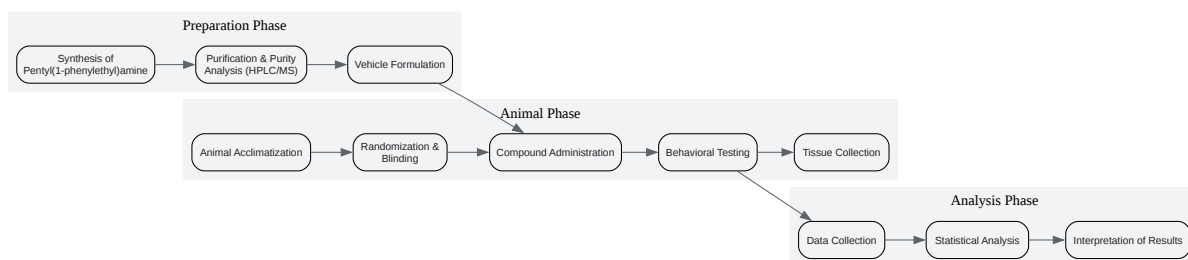 Preparation Phase
Synthesis of
Pentyl(1-phenylethyl)amine
Purification & Purity
Analysis (HPLC/MS)
Vehicle Formulation
Animal Phase
Animal Acclimatization
Randomization &
Blinding
Compound Administration
Behavioral Testing
Tissue Collection
Analysis Phase
Data Collection
Statistical Analysis
Interpretation of Results